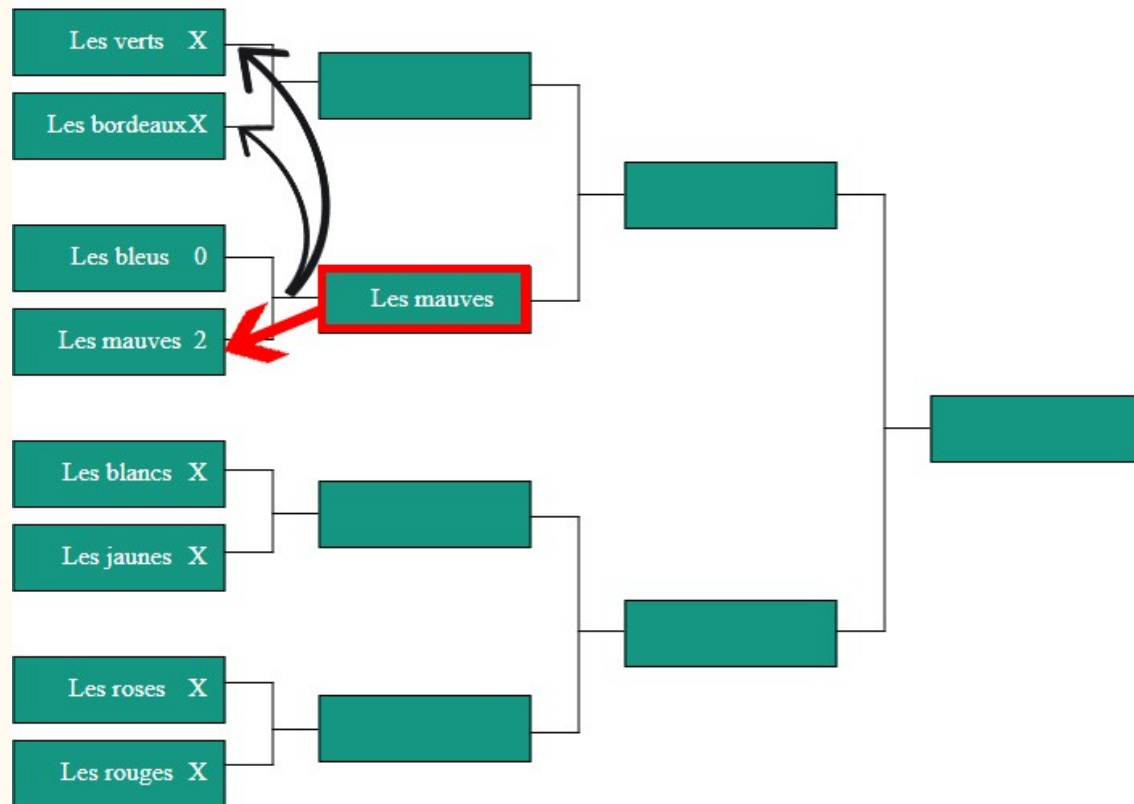 Les verts X
Les bordeauxX
Les bleus 0
Les mauves
Les mauves 2
Les blancs X
Les jaunes X
Les roses X
Les rouges X